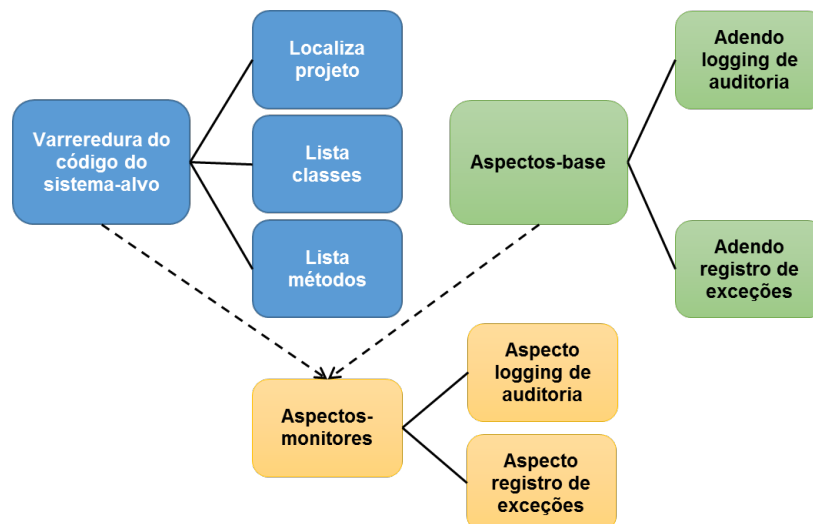 Varreredura do
código do
sistema-alvo
Localiza
projeto
Lista
classes
Lista
métodos
Aspectos-base
Adendo
logging de
auditoria
Adendo
registro de
exceções
Aspectos-
monitores
Aspecto
logging de
auditoria
Aspecto
registro de
exceções